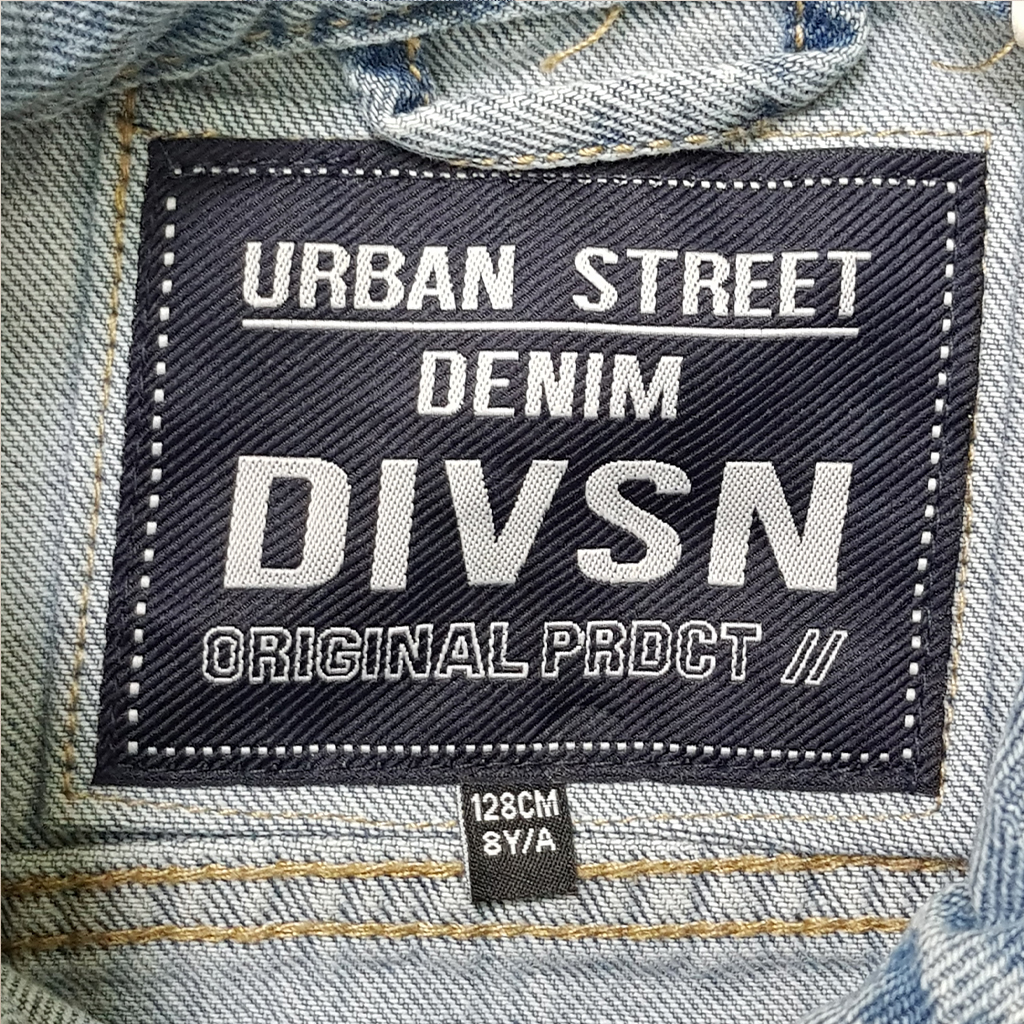 URBAN STREET
DENIM
DIVSN
ORIGINAL PRDCT //
128CM
8Y/A